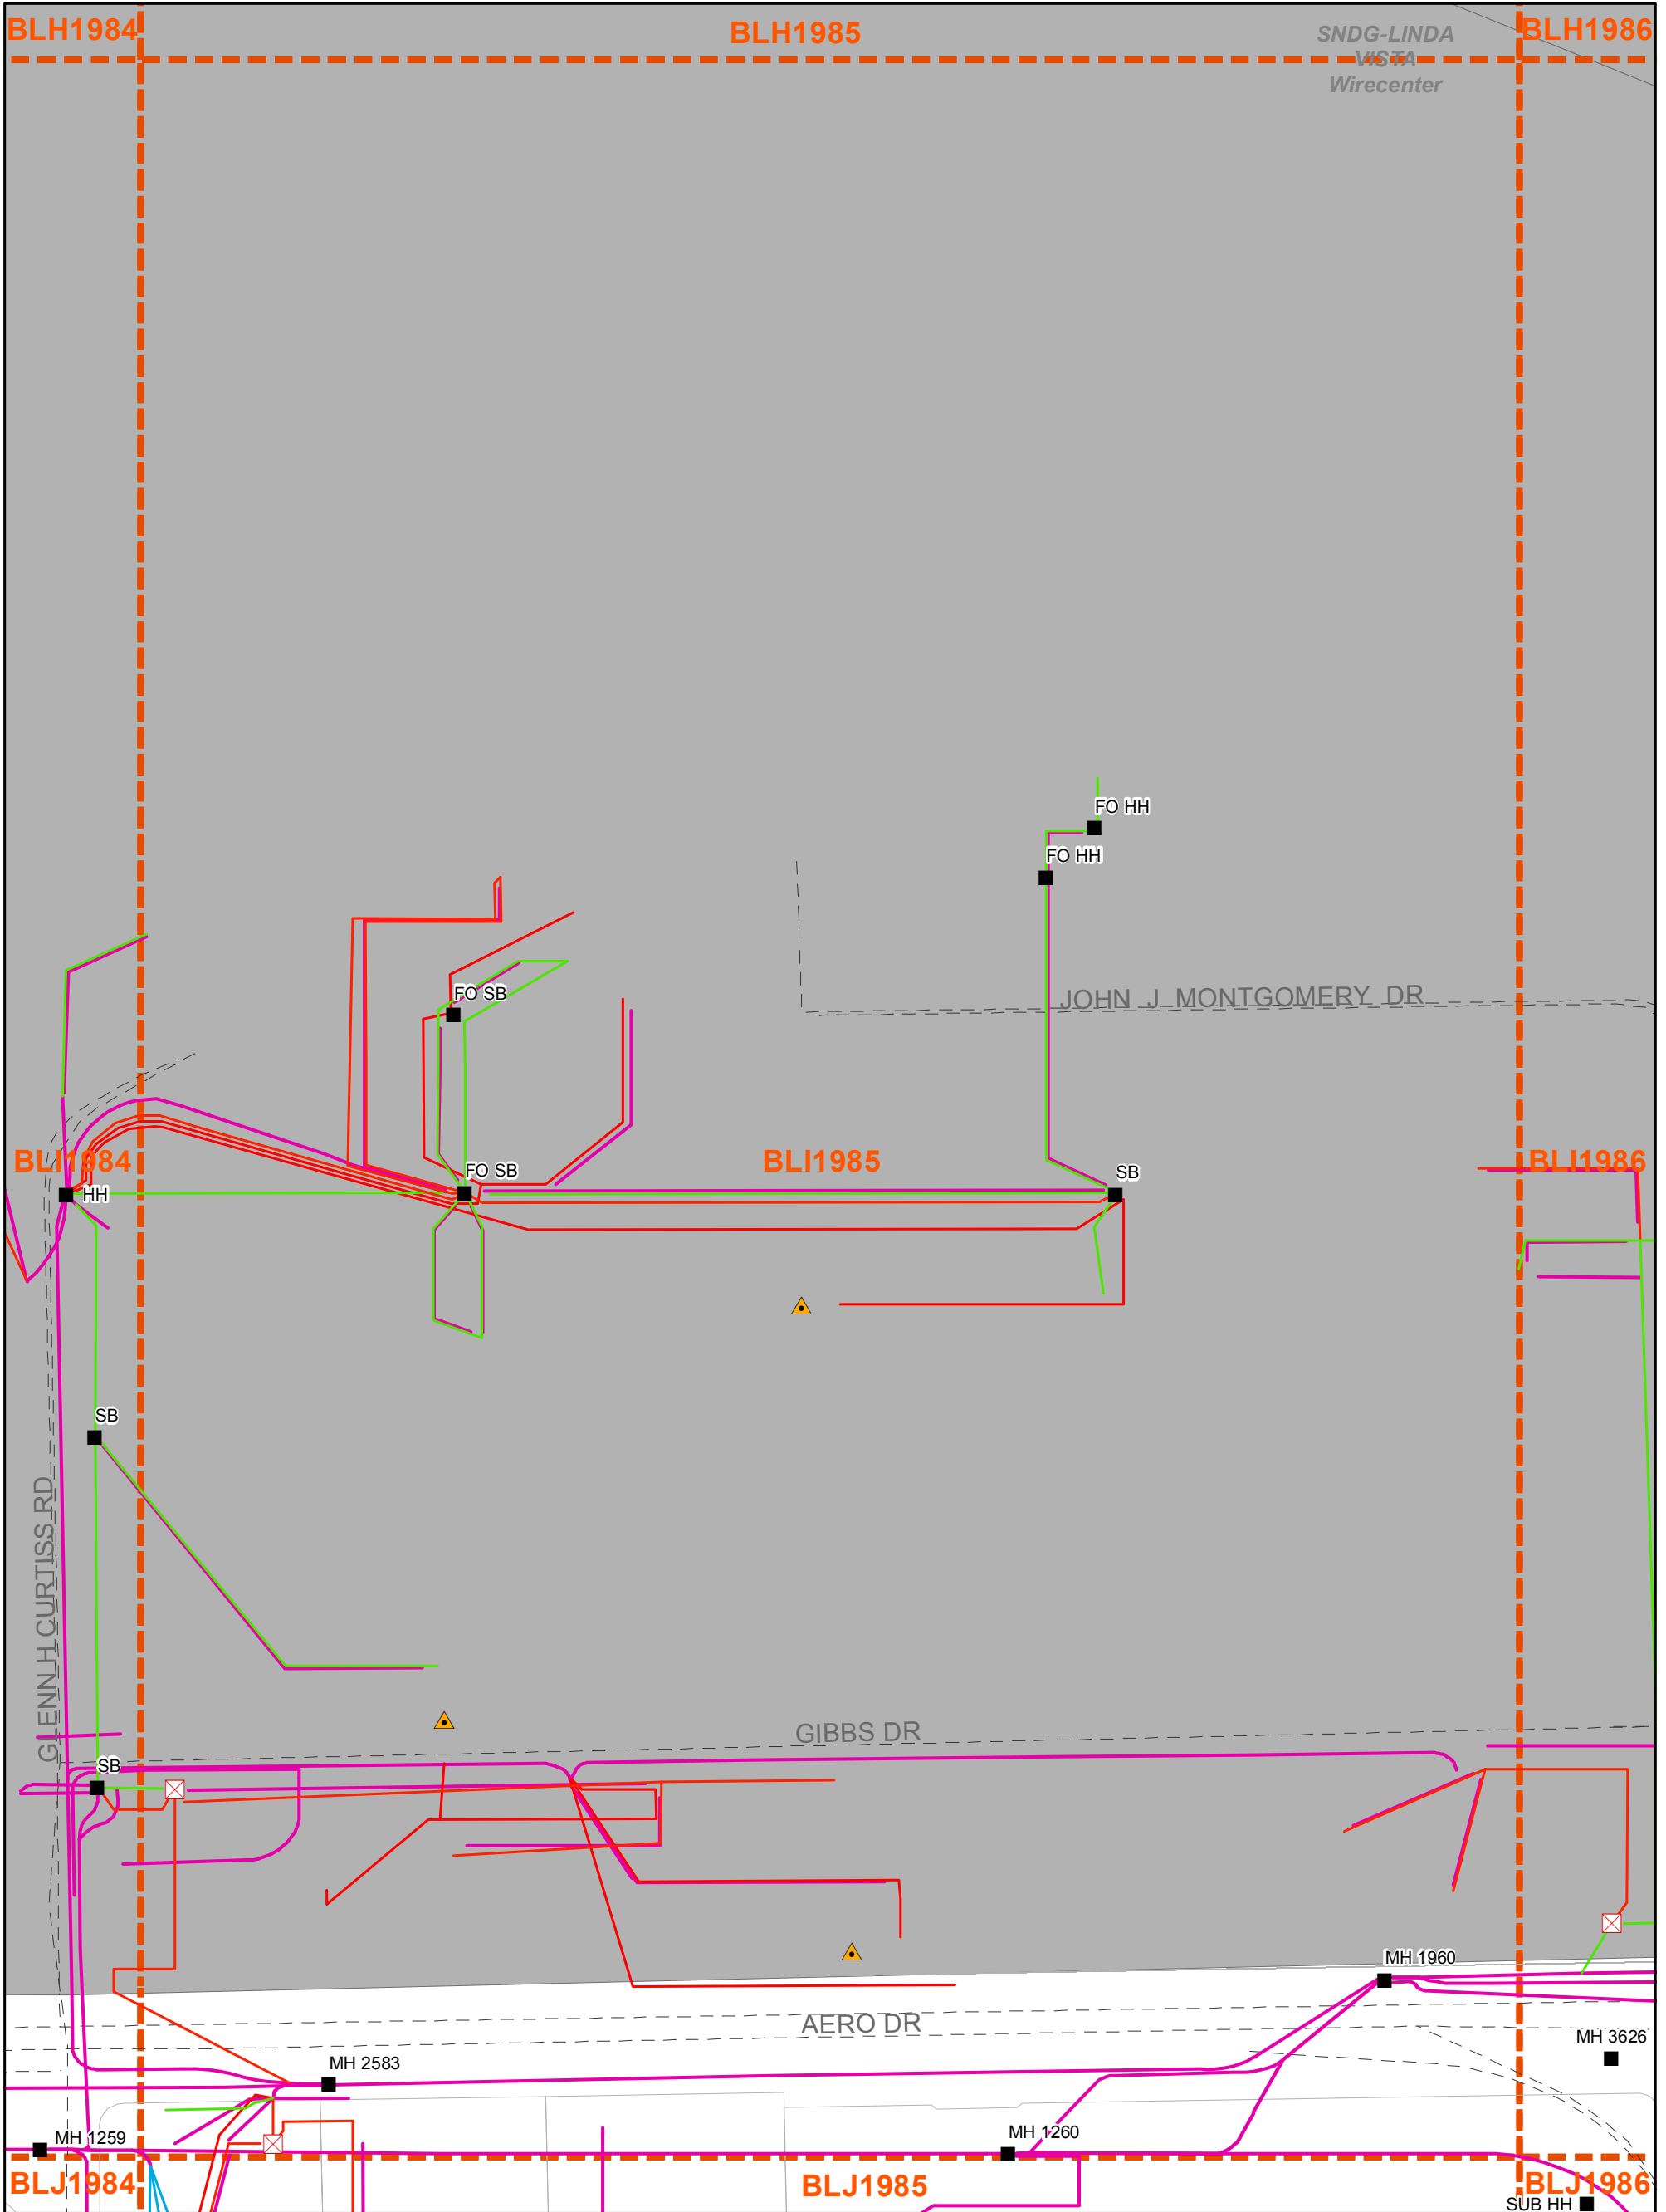 BLH1984
BLH1985
SNDG-LINDA
VISTA
Wirecenter
BLH1986
FO HH
FO HH
FO SB
JOHN J MONTGOMERY DR
BLI1984
BLI1985
BLI1986
FO SB
SB
HH
SB
GLENN H CURTISS RD
GIBBS DR
SB
MH 1960
AERO DR
MH 3626
MH 2583
MH 1259
MH 1260
BLJ1984
BLJ1985
BLJ1986
SUB HH